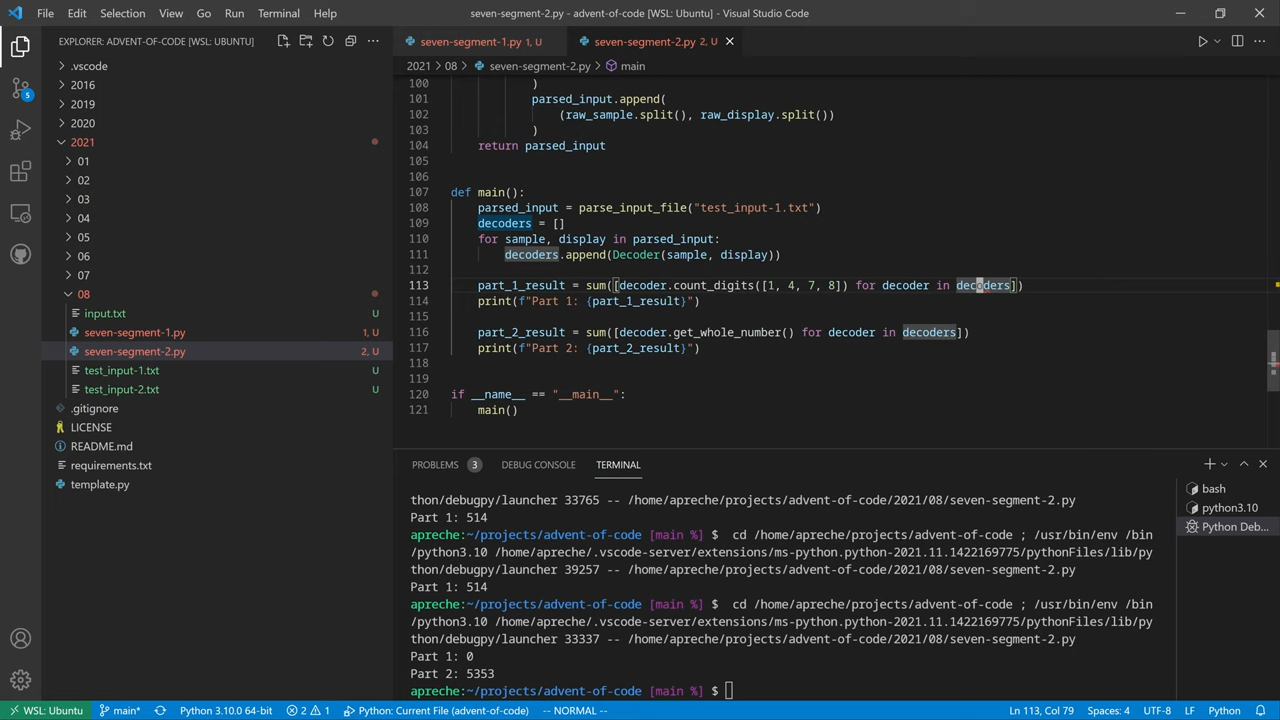 File Edit Selection View Go Run Terminal Help
seven-segment-2.py - advent-of-code [WSL: Ubuntu] - Visual Studio Code
EXPLORER: ADVENT-OF-CODE [WSL: UBUNTU]
.vscode
2016
2019
2020
2021
01
02
03
04
05
06
07
08
input.txt U
seven-segment-1.py 1, U
seven-segment-2.py 2, U
test_input-1.txt U
test_input-2.txt U
.gitignore
LICENSE
README.md
requirements.txt
template.py
5
seven-segment-1.py 1, U
seven-segment-2.py 2, U
2021 > 08 > seven-segment-2.py > main
100 )
101 parsed_input.append(
102 (raw_sample.split(), raw_display.split())
103 )
104 return parsed_input
105
106
107 def main():
108 parsed_input = parse_input_file("test_input-1.txt")
109 decoders = []
110 for sample, display in parsed_input:
111 decoders.append(Decoder(sample, display))
112
113 part_1_result = sum([decoder.count_digits([1, 4, 7, 8]) for decoder in decoders])
114 print(f"Part 1: {part_1_result}")
115
116 part_2_result = sum([decoder.get_whole_number() for decoder in decoders])
117 print(f"Part 2: {part_2_result}")
118
119
120 if __name__ == "__main__":
121 main()
PROBLEMS 3 DEBUG CONSOLE TERMINAL
thon/debugpy/launcher 33765 -- /home/apreche/projects/advent-of-code/2021/08/seven-segment-2.py
Part 1: 514
apreche:~/projects/advent-of-code [main %] $ cd /home/apreche/projects/advent-of-code ; /usr/bin/env /bin
/python3.10 /home/apreche/.vscode-server/extensions/ms-python.python-2021.11.1422169775/pythonFiles/lib/py
thon/debugpy/launcher 39257 -- /home/apreche/projects/advent-of-code/2021/08/seven-segment-2.py
Part 1: 514
apreche:~/projects/advent-of-code [main %] $ cd /home/apreche/projects/advent-of-code ; /usr/bin/env /bin
/python3.10 /home/apreche/.vscode-server/extensions/ms-python.python-2021.11.1422169775/pythonFiles/lib/py
thon/debugpy/launcher 33337 -- /home/apreche/projects/advent-of-code/2021/08/seven-segment-2.py
Part 1: 0
Part 2: 5353
apreche:~/projects/advent-of-code [main %] $
bash
python3.10
Python Deb...
WSL: Ubuntu main* Python 3.10.0 64-bit 2 1 Python: Current File (advent-of-code) -- NORMAL -- Ln 113, Col 79 Spaces: 4 UTF-8 LF Python